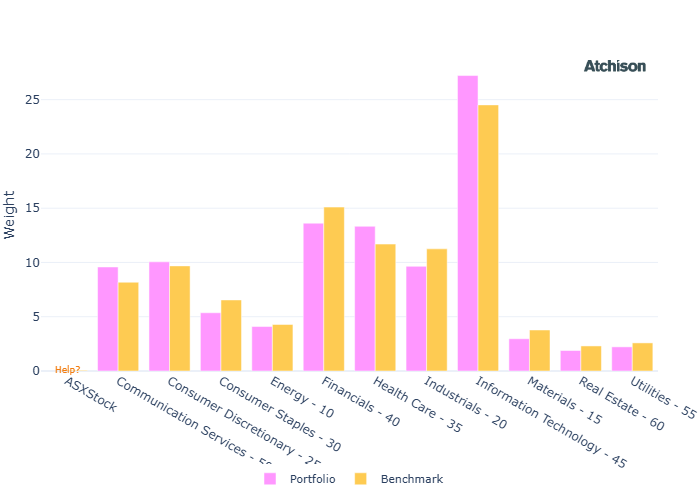 Atchison
Weight
25
20
15
10
5
0
Help?
ASXStock
Communication Services -
Consumer Discretionary -
Consumer Staples - 30
Energy - 10
Financials - 40
Health Care - 35
Industrials - 20
Information Technology - 45
Materials - 15
Real Estate - 60
Utilities - 55
Portfolio
Benchmark